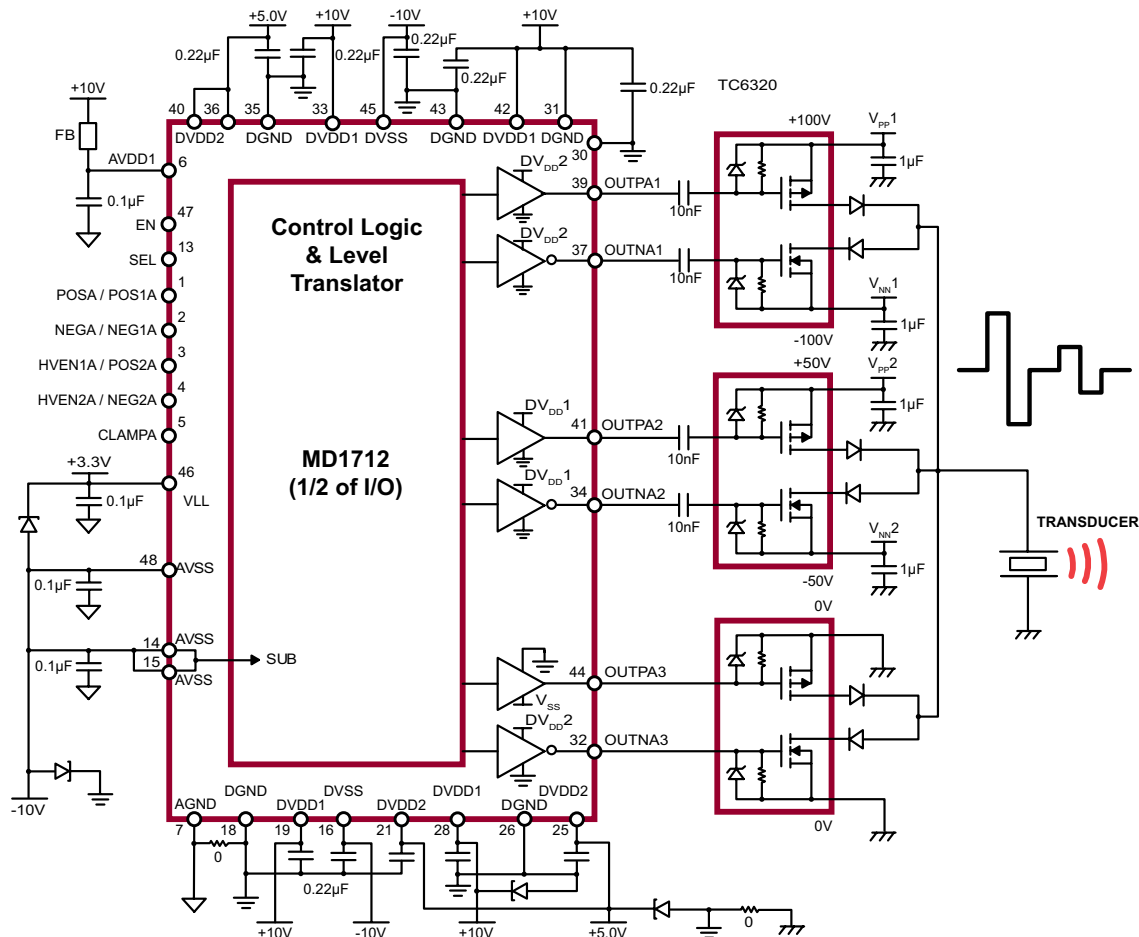 +5.0V
+10V
-10V
+10V
0.22µF
0.22µF
0.22µF
0.22µF
0.22µF
TC6320
+10V
FB
AVDD1
6
0.1µF
40
36
35
33
45
43
42
31
DVDD2
DGND
DVDD1
DVSS
DGND
DVDD1
DGND
30
47
EN
13
SEL
1
POSA / POS1A
2
NEGA / NEG1A
3
HVEN1A / POS2A
4
HVEN2A / NEG2A
5
CLAMPA
+3.3V
46
VLL
0.1µF
48
AVSS
0.1µF
14
AVSS
15
AVSS
0.1µF
SUB
-10V
Control Logic
& Level
Translator
MD1712
(1/2 of I/O)
DVDD2
39
OUTPA1
10nF
DVDD2
37
OUTNA1
10nF
DVDD1
41
OUTPA2
10nF
DVDD1
34
OUTNA2
10nF
VSS
44
OUTPA3
DVDD2
32
OUTNA3
+100V
VPP1
1µF
VNN1
1µF
-100V
+50V
VPP2
1µF
VNN2
1µF
-50V
0V
0V
TRANSDUCER
AGND
DGND
DVDD1
DVSS
DVDD2
DVDD1
DGND
DVDD2
7
18
19
16
21
28
26
25
0
0.22µF
0
+10V
-10V
+10V
+5.0V